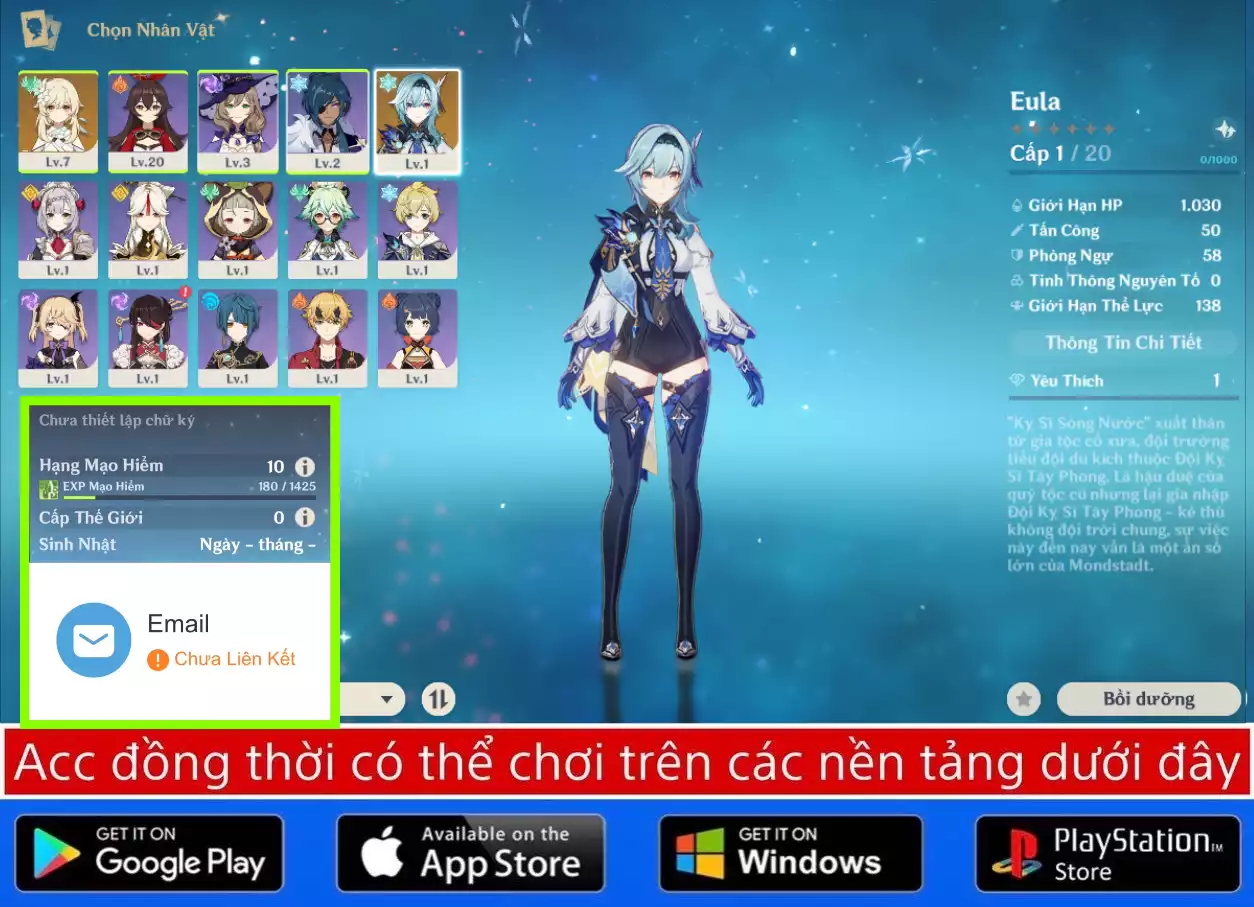 Chọn Nhân Vật
Lv.7
Lv.20
Lv.3
Lv.2
Lv.1
Lv.1
Lv.1
Lv.1
Lv.1
Lv.1
Lv.1
Lv.1
Lv.1
Lv.1
Lv.1
Chưa thiết lập chữ ký
Hạng Mạo Hiểm 10
EXP Mạo Hiểm 180 / 1425
Cấp Thế Giới 0
Sinh Nhật Ngày - tháng -
Email
! Chưa Liên Kết
Eula
Cấp 1 / 20
0/1000
Giới Hạn HP 1.030
Tấn Công 50
Phòng Ngự 58
Tinh Thông Nguyên Tố 0
Giới Hạn Thể Lực 138
Thông Tin Chi Tiết
Yêu Thích 1
"Kỵ Sĩ Sóng Nước" xuất thân
từ gia tộc cổ xưa, đội trưởng
tiểu đội du kích thuộc Đội Kỵ
Sĩ Tây Phong. Là hậu duệ của
quý tộc cũ nhưng lại gia nhập
Đội Kỵ Sĩ Tây Phong - kẻ thù
không đội trời chung, sự việc
này đến nay vẫn là một ẩn số
lớn của Mondstadt.
Bồi dưỡng
Acc đồng thời có thể chơi trên các nền tảng dưới đây
GET IT ON
Google Play
Available on the
App Store
GET IT ON
Windows
PlayStation™
Store